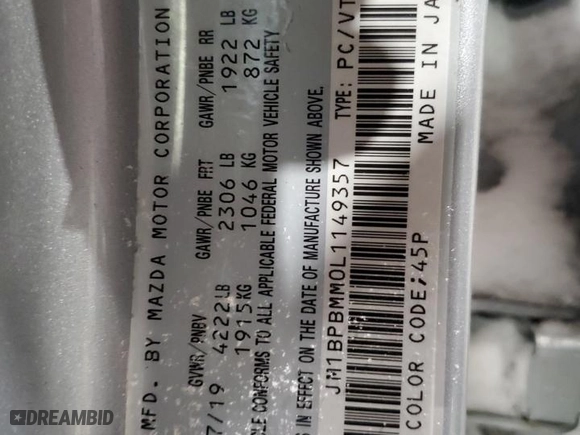 MFD. BY MAZDA MOTOR CORPORATION
GVWR/PNBV GAWR/PNBE FRT GAWR/PNBE RR
7/19 4222LB 2306 LB 1922 LB
1915KG 1046 KG 872 KG
CONFORMS TO ALL APPLICABLE FEDERAL MOTOR VEHICLE SAFETY
IN EFFECT ON THE DATE OF MANUFACTURE SHOWN ABOVE.
JM1BPBMM0L1149357 TYPE: PC/VT
COLOR CODE;45P MADE IN JA
DREAMBID